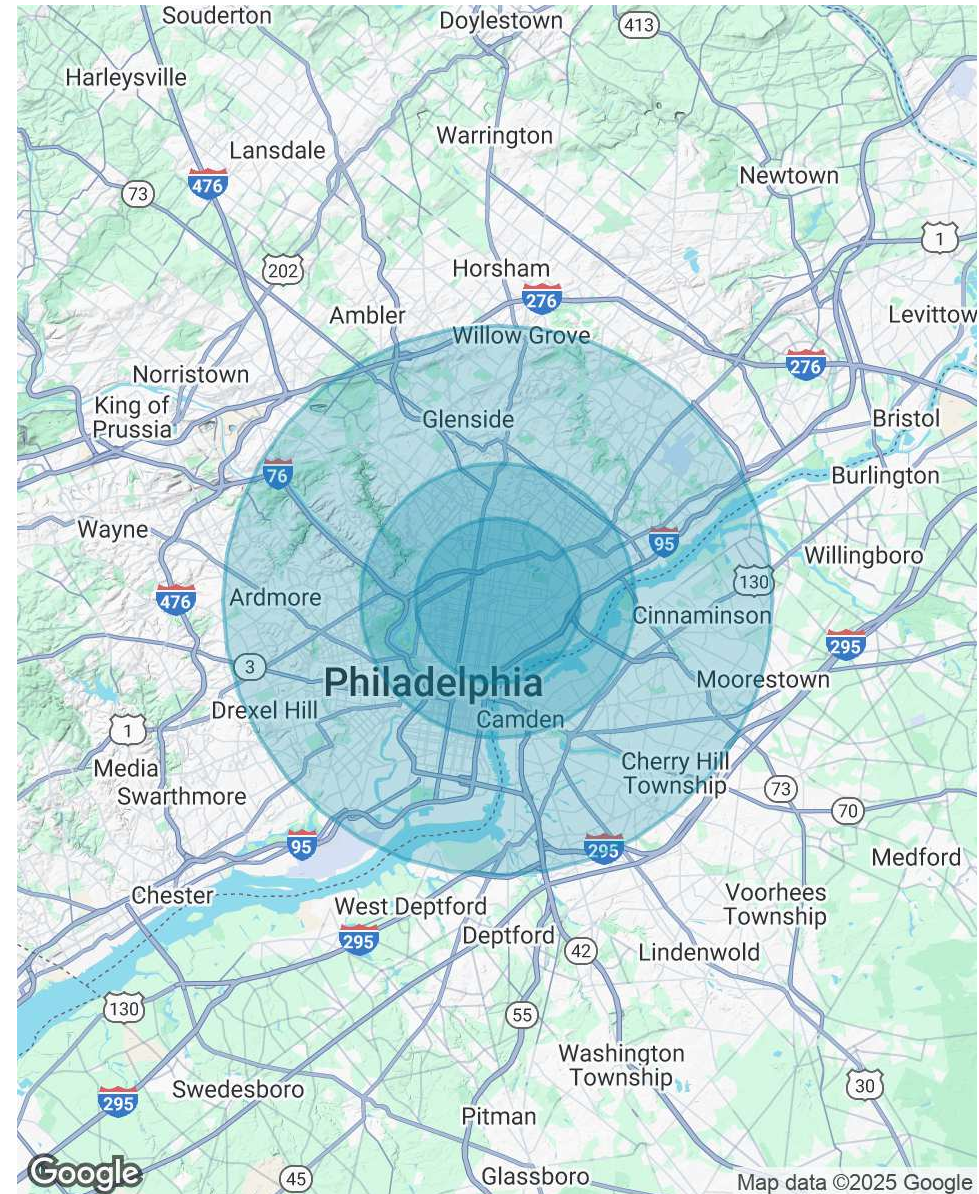 Souderton
Doylestown
413
Harleysville
Warrington
Lansdale
Newtown
476
73
1
202
Horsham
276
Ambler
Levittow
Willow Grove
276
Norristown
King of
Prussia
Glenside
Bristol
76
Burlington
Wayne
95
Willingboro
130
476
Ardmore
Cinnaminson
295
3
Philadelphia
Moorestown
Drexel Hill
Camden
1
Media
Cherry Hill
Township
Swarthmore
73
70
95
295
Medford
Chester
West Deptford
Voorhees
Township
295
Deptford
42
Lindenwold
130
55
Washington
Township
30
Swedesboro
295
Pitman
Google
45
Glassboro
Map data ©2025 Google